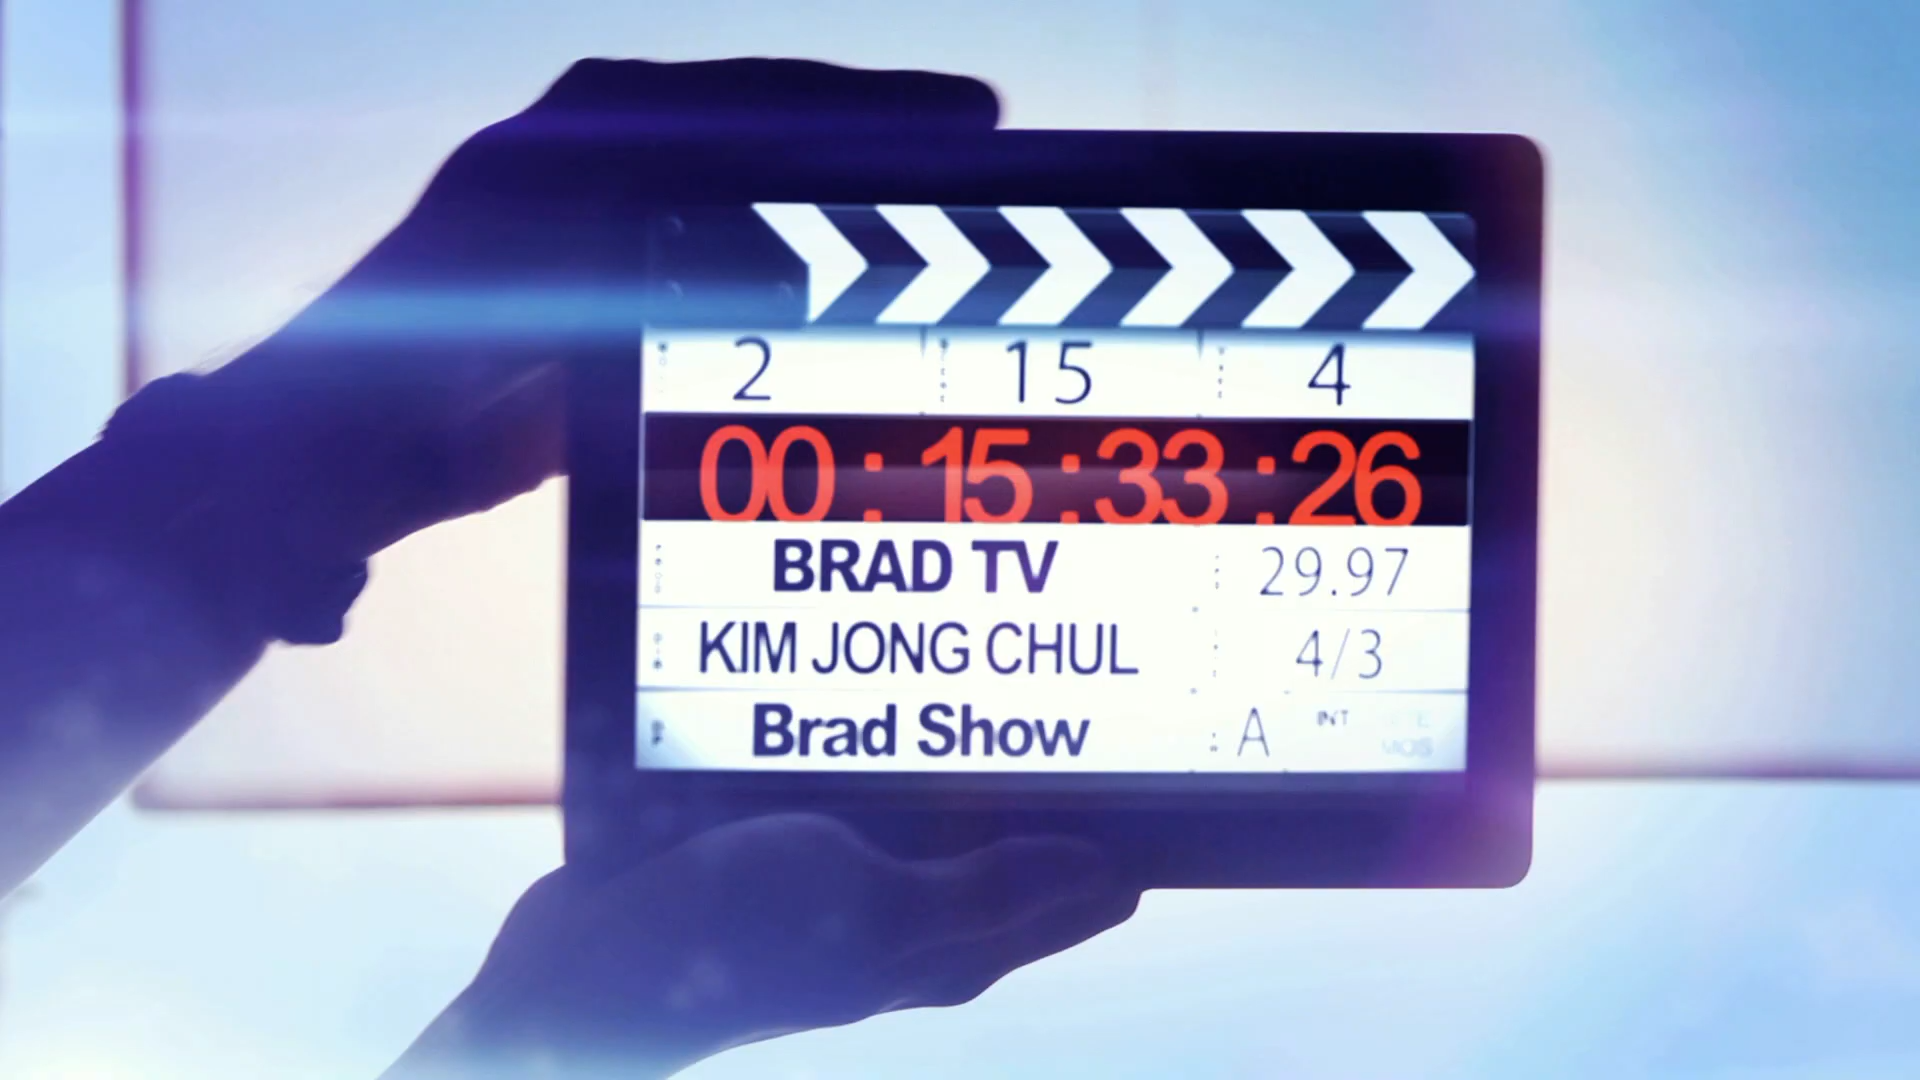 2 15 4
00:15:33:26
BRAD TV 29.97
KIM JONG CHUL 4/3
Brad Show A INT
MOS